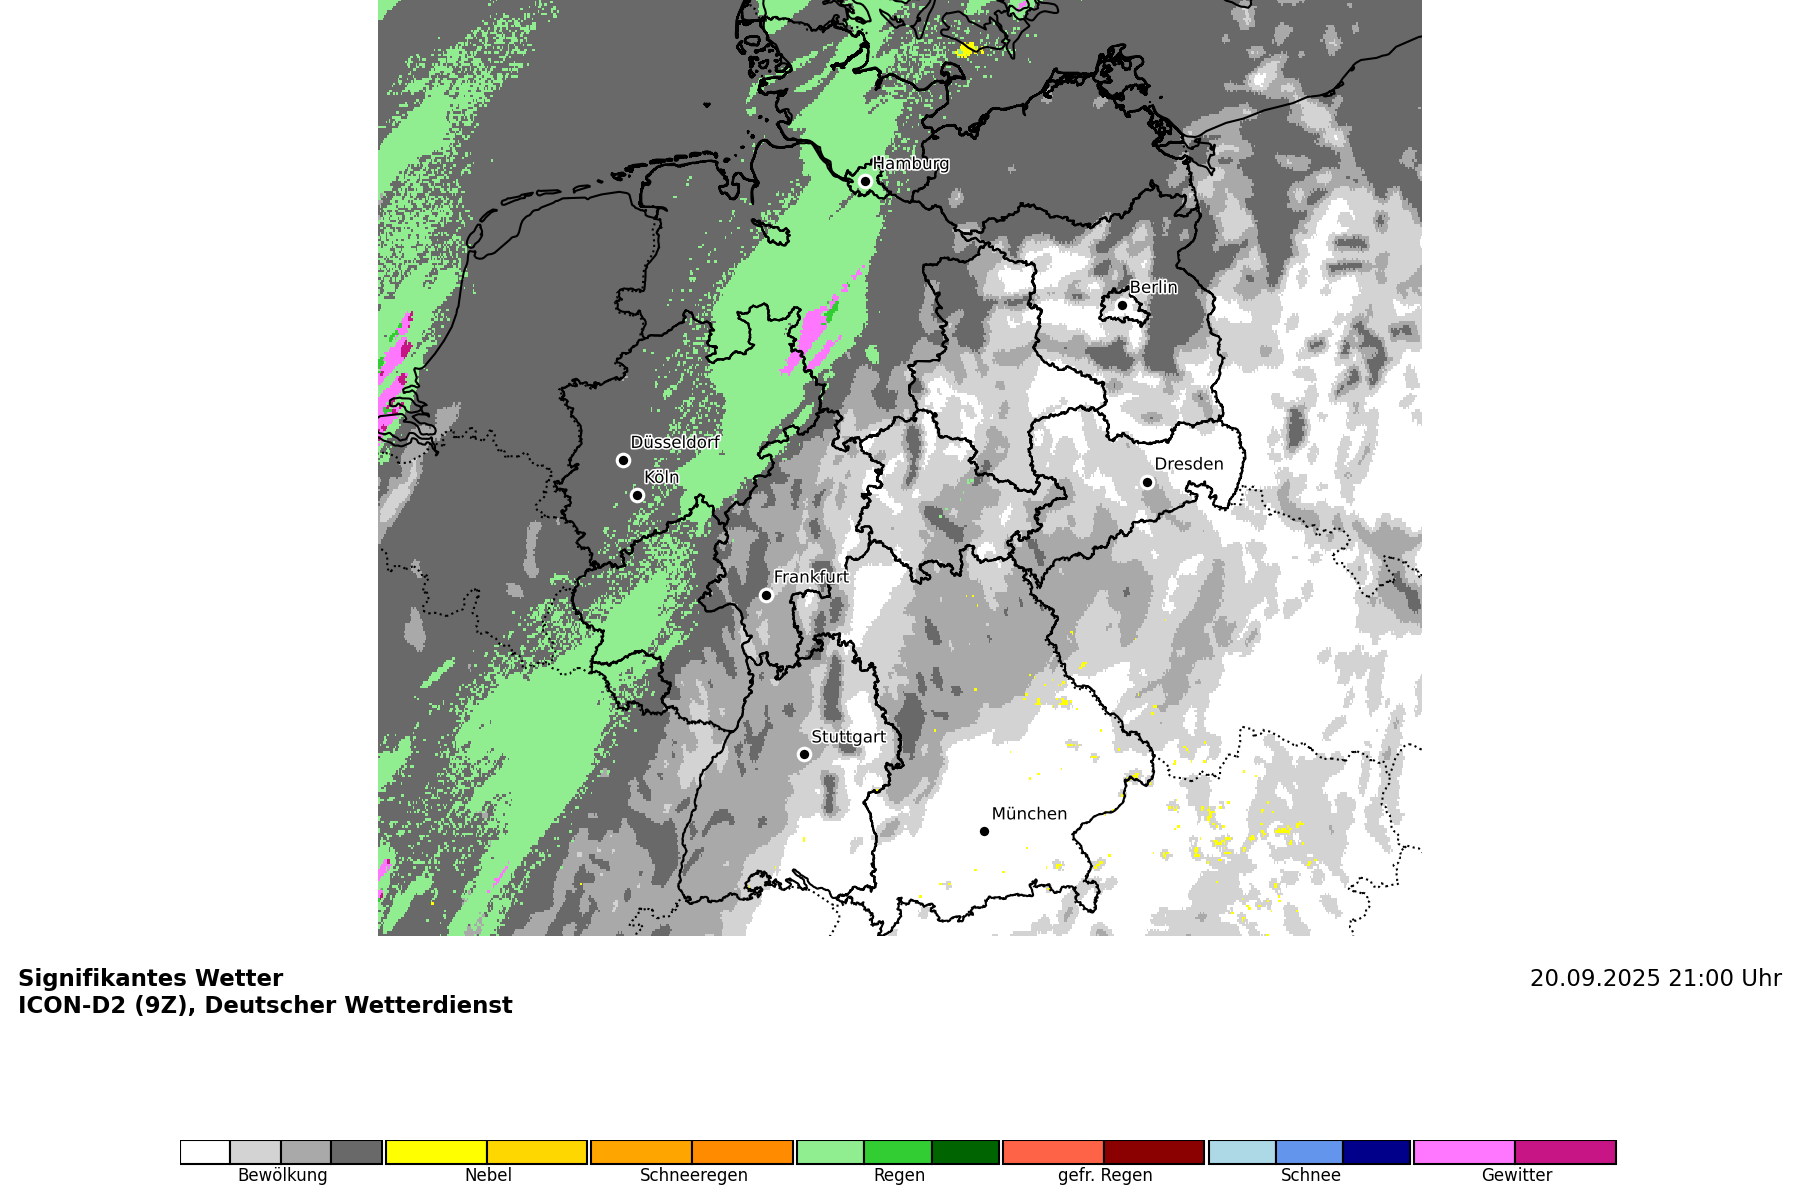 Hamburg
Berlin
Düsseldorf
Köln
Dresden
Frankfurt
Stuttgart
München
Signifikantes Wetter
20.09.2025 21:00 Uhr
ICON-D2 (9Z), Deutscher Wetterdienst
Bewölkung Nebel Schneeregen Regen gefr. Regen Schnee Gewitter